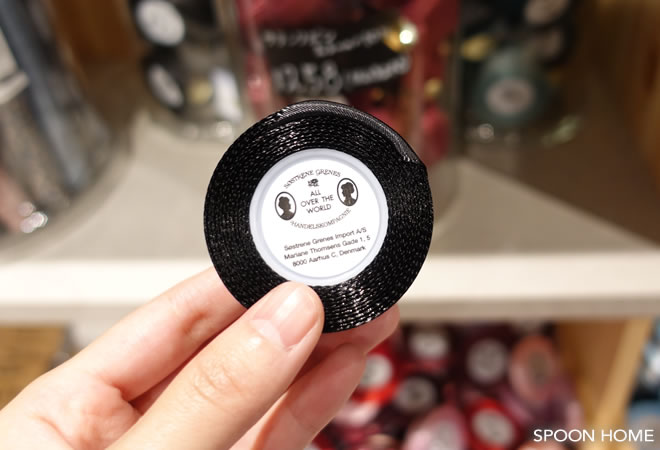 SØSTRENE GRENES
ALL
OVER THE
WORLD
HANDELSKOMPAGNIE
Søstrene Grenes Import A/S
Mariane Thomsens Gade 1, 5
8000 Aarhus C, Denmark
SPOON HOME